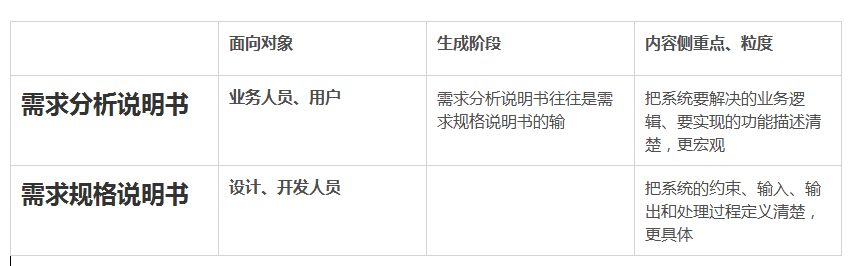 面向对象
生成阶段
内容侧重点、粒度
需求分析说明书
业务人员、用户
需求分析说明书往往是需
求规格说明书的输
把系统要解决的业务逻
辑、要实现的功能描述清
楚，更宏观
需求规格说明书
设计、开发人员
把系统的约束、输入、输
出和处理过程定义清楚，
更具体